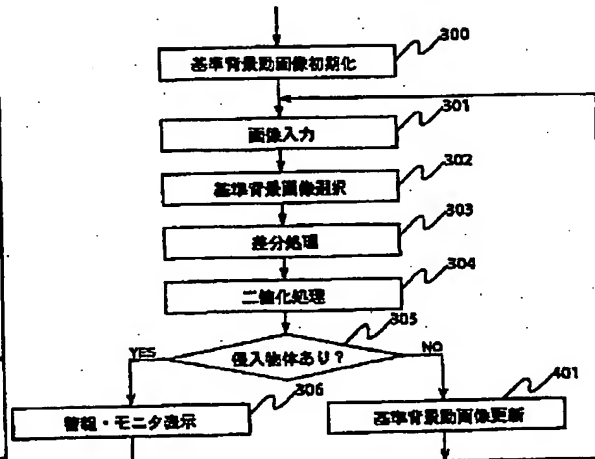 300
基準背景動画像初期化
301
画像入力
302
基準背景画像選択
303
差分処理
304
二値化処理
305
侵入物体あり?
YES
NO
306
401
警報・モニタ表示
基準背景動画像更新